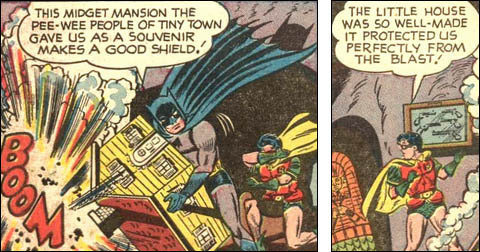 THIS MIDGET MANSION THE
PEE-WEE PEOPLE OF TINY TOWN
GAVE US AS A SOUVENIR
MAKES A GOOD SHIELD!
BOOM
THE LITTLE HOUSE
WAS SO WELL-MADE
IT PROTECTED US
PERFECTLY FROM
THE BLAST!